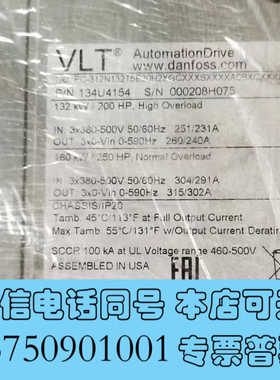 VLT® AutomationDrive
www.danfoss.com
P/N 134U4154 S/N 000208H075
132 kW / 200 HP, High Overload
IN: 3x380-500V 50/60Hz 251/231A
OUT: 3x0-Vin 0-590Hz 260/240A
160 kW / 250 HP, Normal Overload
IN: 3x380-500V 50/60Hz 304/291A
OUT: 3x0-Vin 0-590Hz 315/302A
CHASSIS/IP20
Tamb. 45°C/113°F at Full Output Current
Max Tamb. 55°C/131°F w/ Output Current Derating
SCCR 100 kA at UL Voltage range 460-500V
ASSEMBLED IN USA
EAC
信电话同号 本店可
3750901001 专票普票